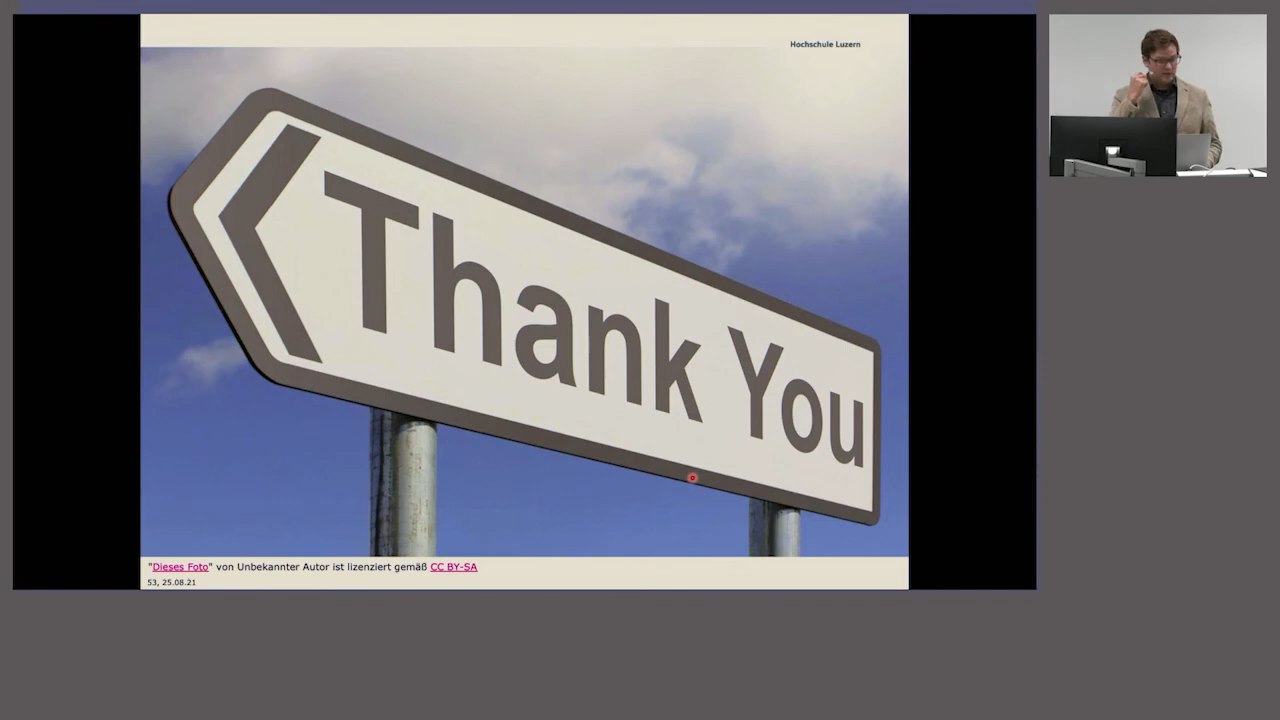 Hochschule Luzern
Thank You
"Dieses Foto" von Unbekannter Autor ist lizenziert gemäß CC BY-SA
53, 25.08.21